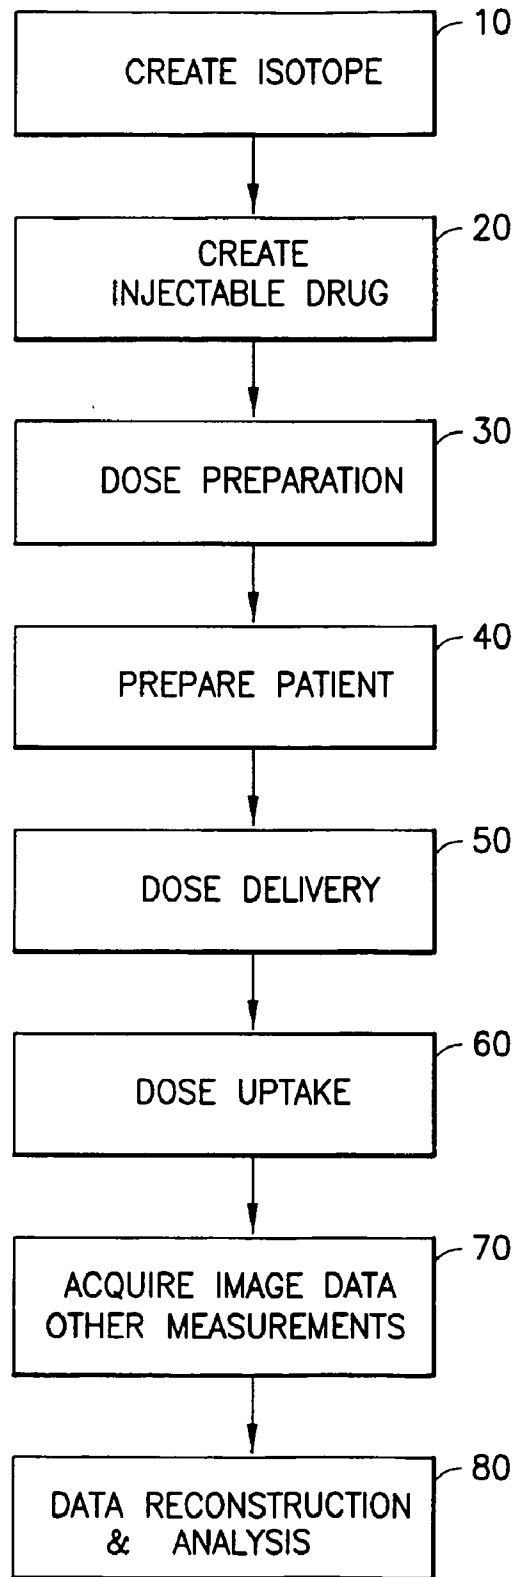 10
CREATE ISOTOPE
20
CREATE
INJECTABLE DRUG
30
DOSE PREPARATION
40
PREPARE PATIENT
50
DOSE DELIVERY
60
DOSE UPTAKE
70
ACQUIRE IMAGE DATA
OTHER MEASUREMENTS
80
DATA RECONSTRUCTION
& ANALYSIS